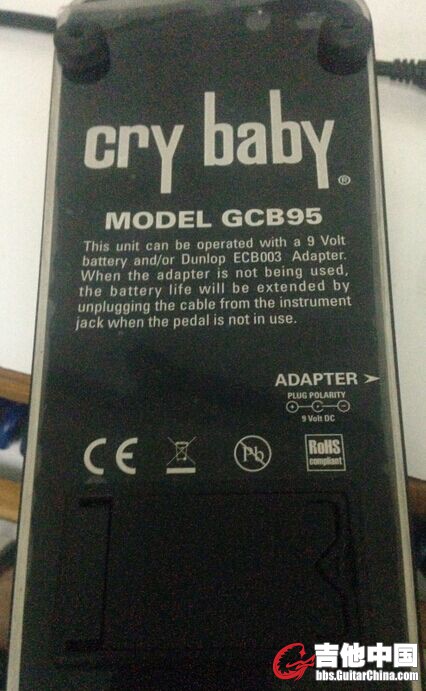 cry baby®
MODEL GCB95
This unit can be operated with a 9 Volt
battery and/or Dunlop ECB003 Adapter.
When the adapter is not being used,
the battery life will be extended by
unplugging the cable from the instrument
jack when the pedal is not in use.
ADAPTER
PLUG POLARITY
9 Volt DC
CE
Pb
RoHS
compliant
吉他中国
bbs.GuitarChina.com